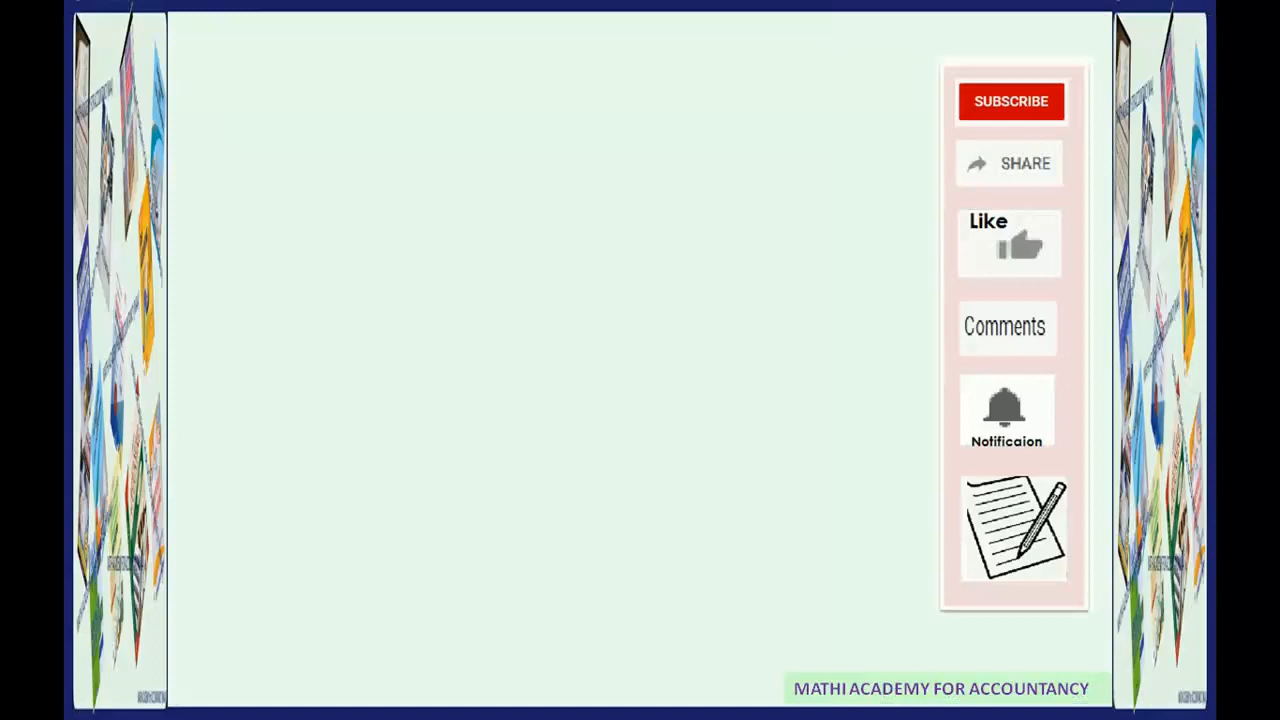 SUBSCRIBE
SHARE
Like
Comments
Notificaion
MATHI ACADEMY FOR ACCOUNTANCY